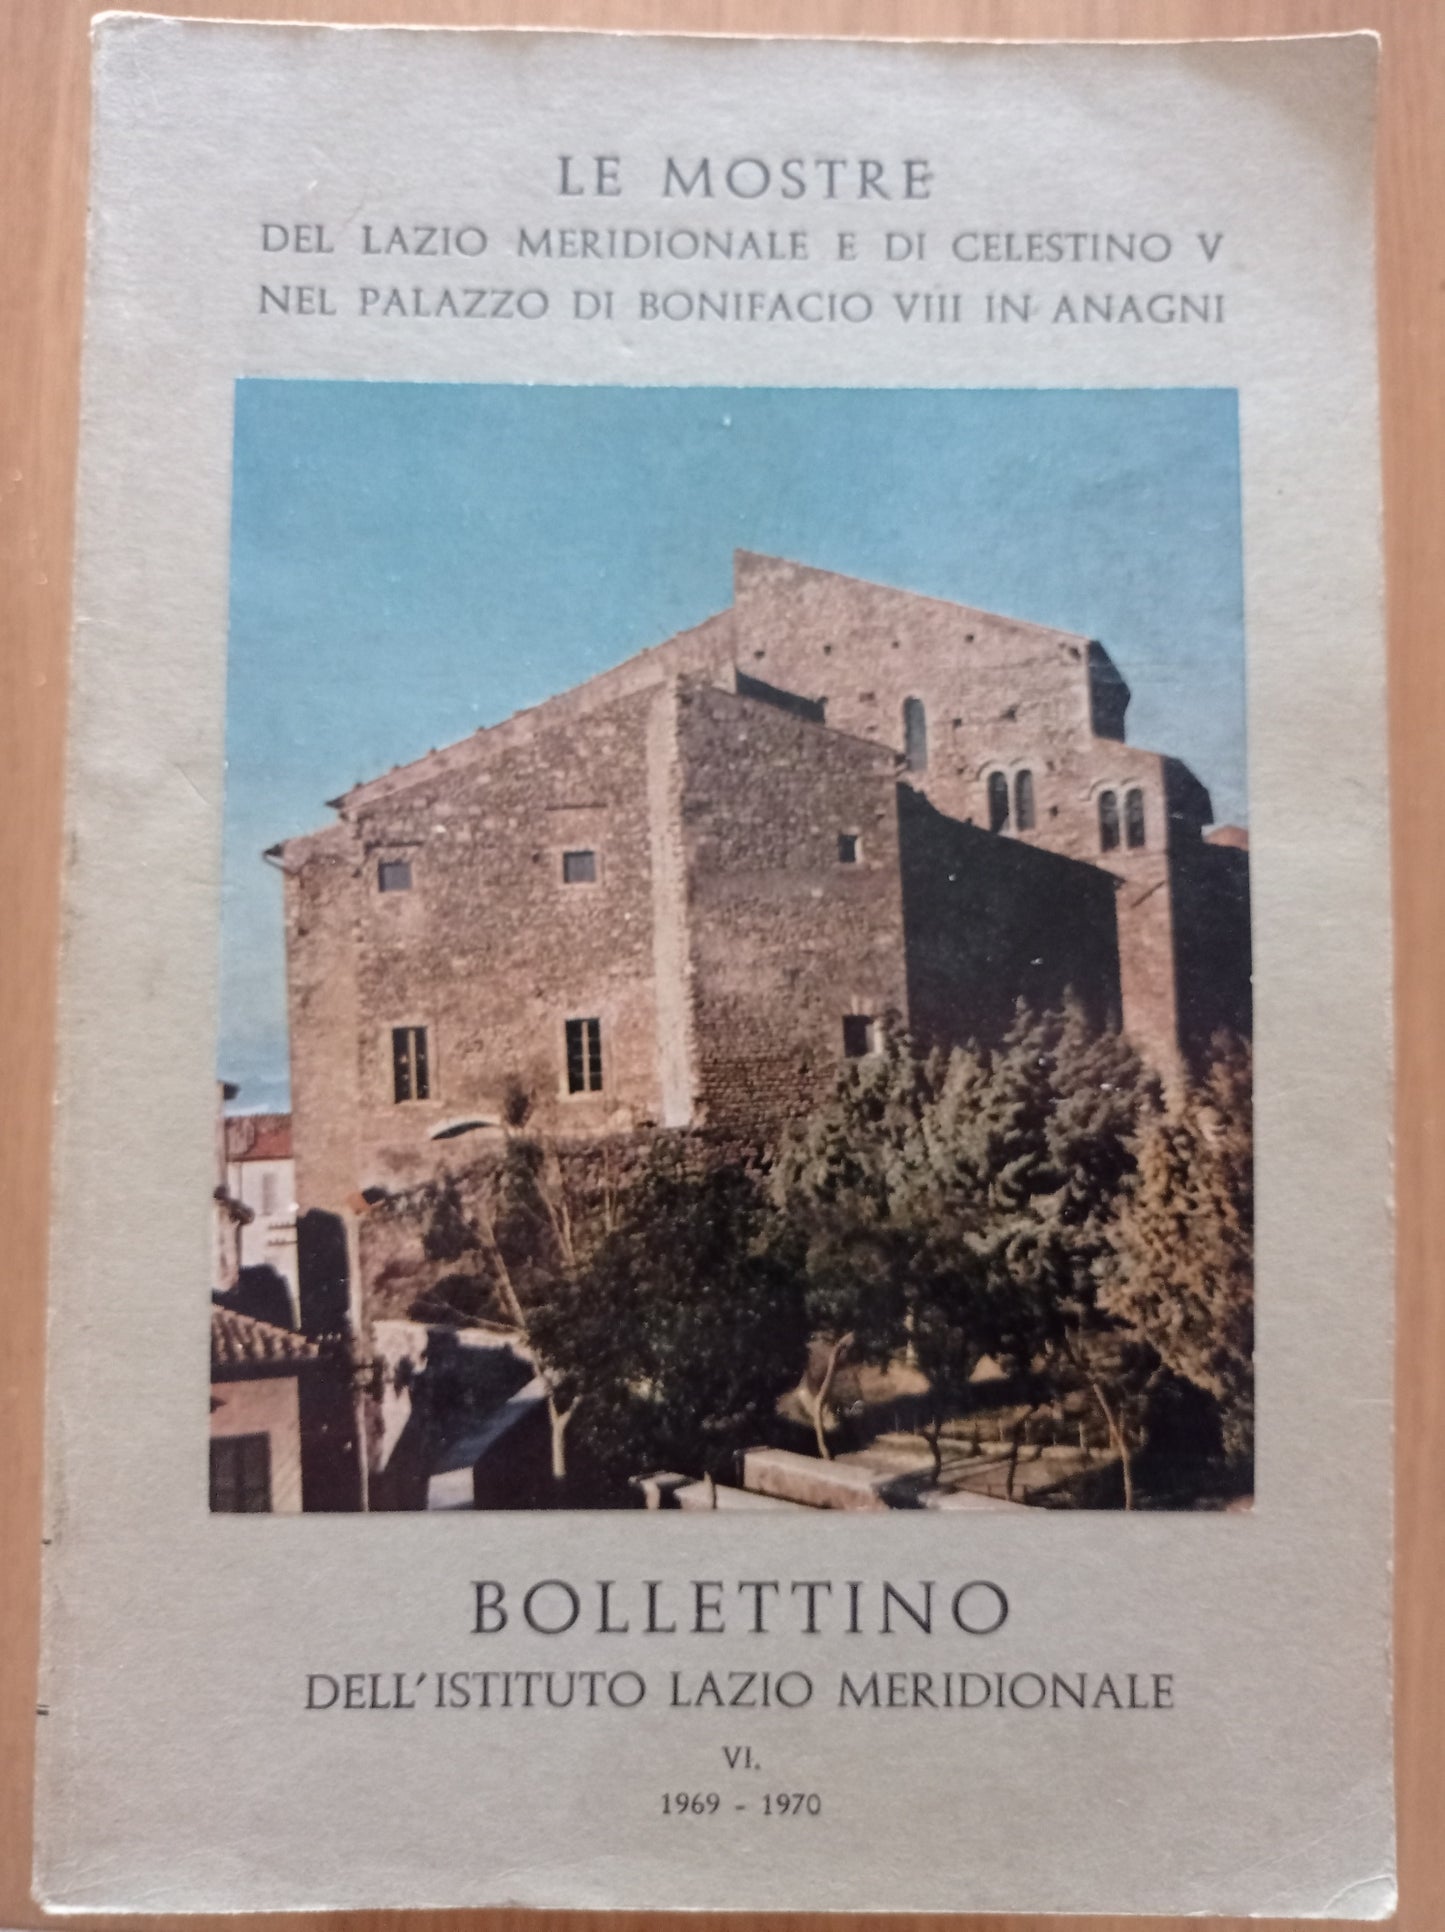 LE MOSTRE
DEL LAZIO MERIDIONALE E DI CELESTINO V
NEL PALAZZO DI BONIFACIO VIII IN ANAGNI
BOLLETTINO
DELL'ISTITUTO LAZIO MERIDIONALE
VI.
1969 - 1970